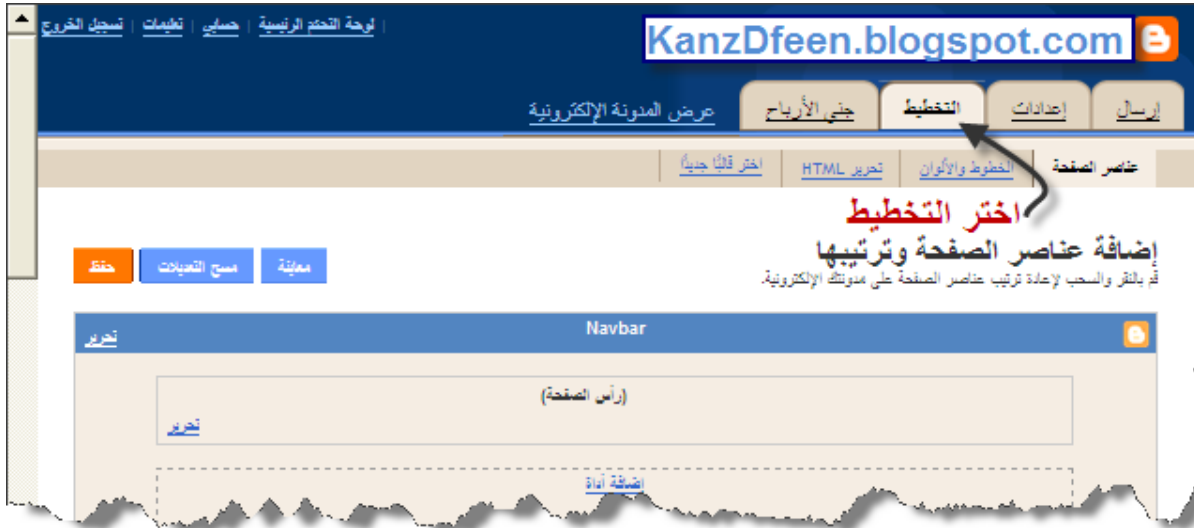 لوحة التحكم الرئيسية | حسابي | تعليمات | تسجيل الخروج
KanzDfeen.blogspot.com
إرسال إعدادات التخطيط جني الأرباح عرض المدونة الإلكترونية
عناصر الصفحة الخطوط والألوان تحرير HTML اختر قالبًا جديدًا
اختر التخطيط
إضافة عناصر الصفحة وترتيبها
قم بالنقر والسحب لإعادة ترتيب عناصر الصفحة على مدونتك الإلكترونية.
معاينة مسح التعديلات حفظ
Navbar
تحرير
(رأس الصفحة)
تحرير
إضافة أداة